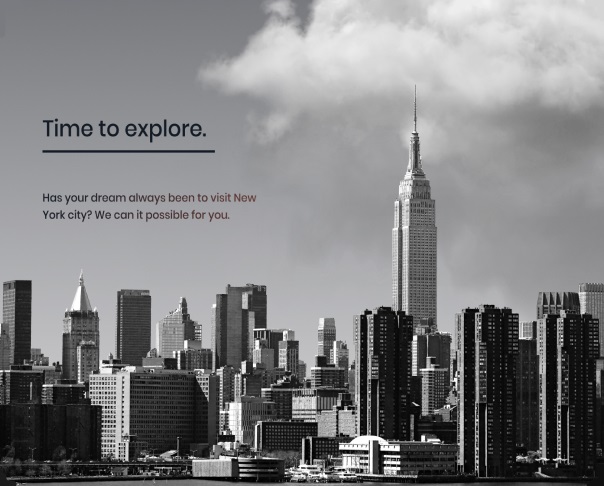 Time to explore.
Has your dream always been to visit New
York city? We can it possible for you.